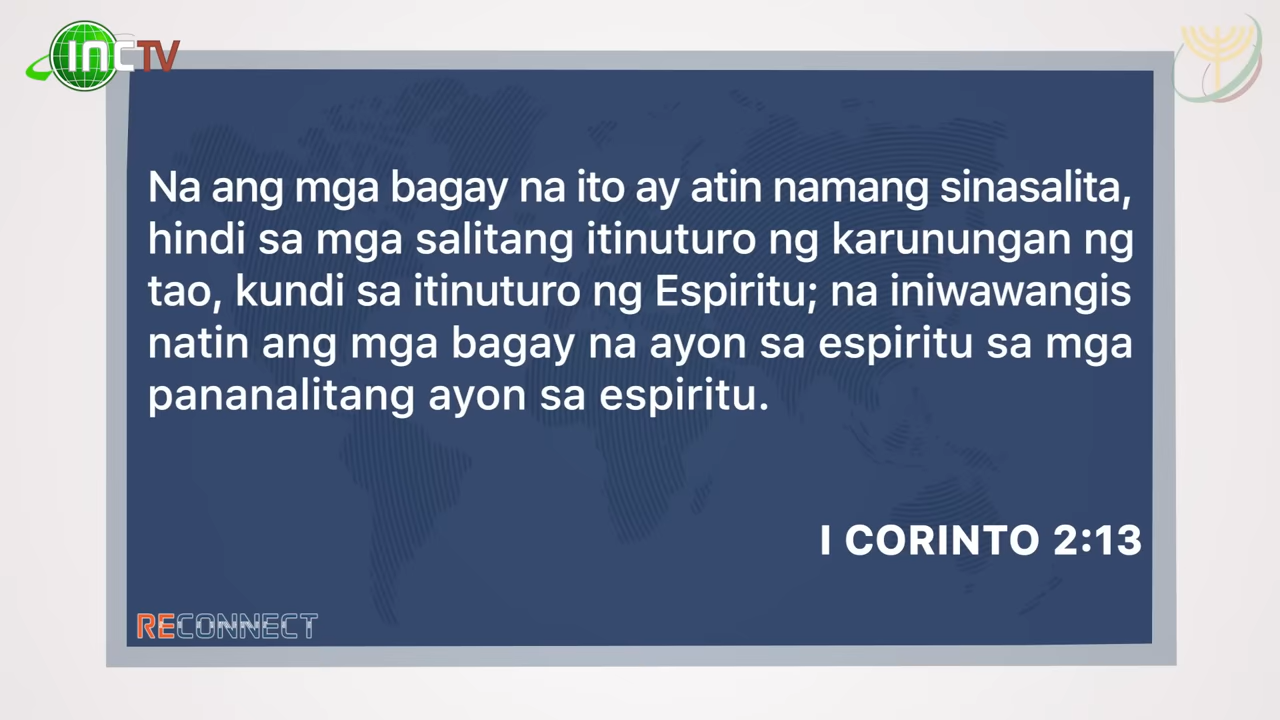 INCTV
Na ang mga bagay na ito ay atin namang sinasalita,
hindi sa mga salitang itinuturo ng karunungan ng
tao, kundi sa itinuturo ng Espiritu; na iniwawangis
natin ang mga bagay na ayon sa espiritu sa mga
pananalitang ayon sa espiritu.
I CORINTO 2:13
RECONNECT